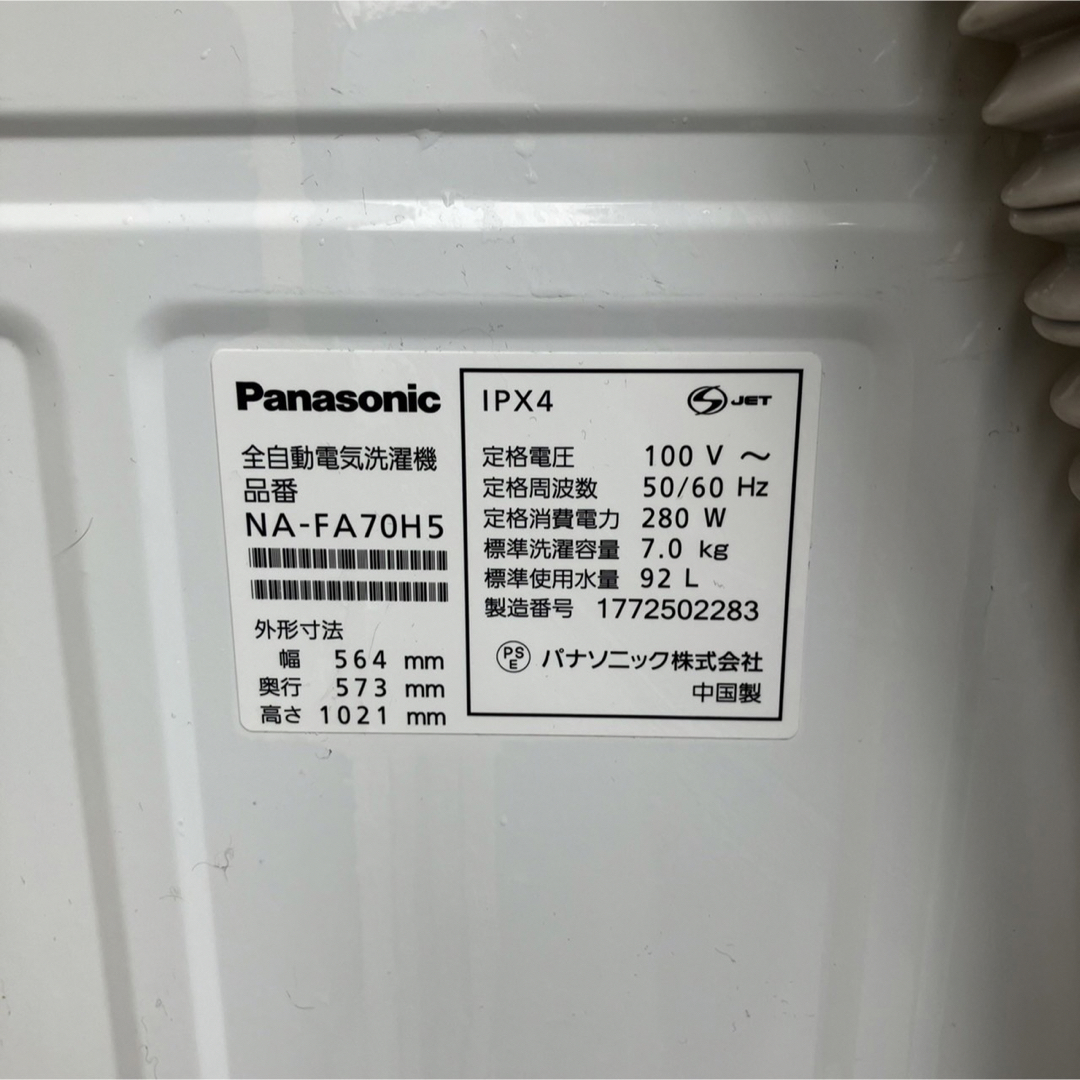 Panasonic
全自動電気洗濯機
品番
NA-FA70H5
外形寸法
幅 564 mm
奥行 573 mm
高さ 1021 mm
IPX4
S JET
定格電圧 100 V ～
定格周波数 50/60 Hz
定格消費電力 280 W
標準洗濯容量 7.0 kg
標準使用水量 92 L
製造番号 1772502283
PSE パナソニック株式会社
中国製